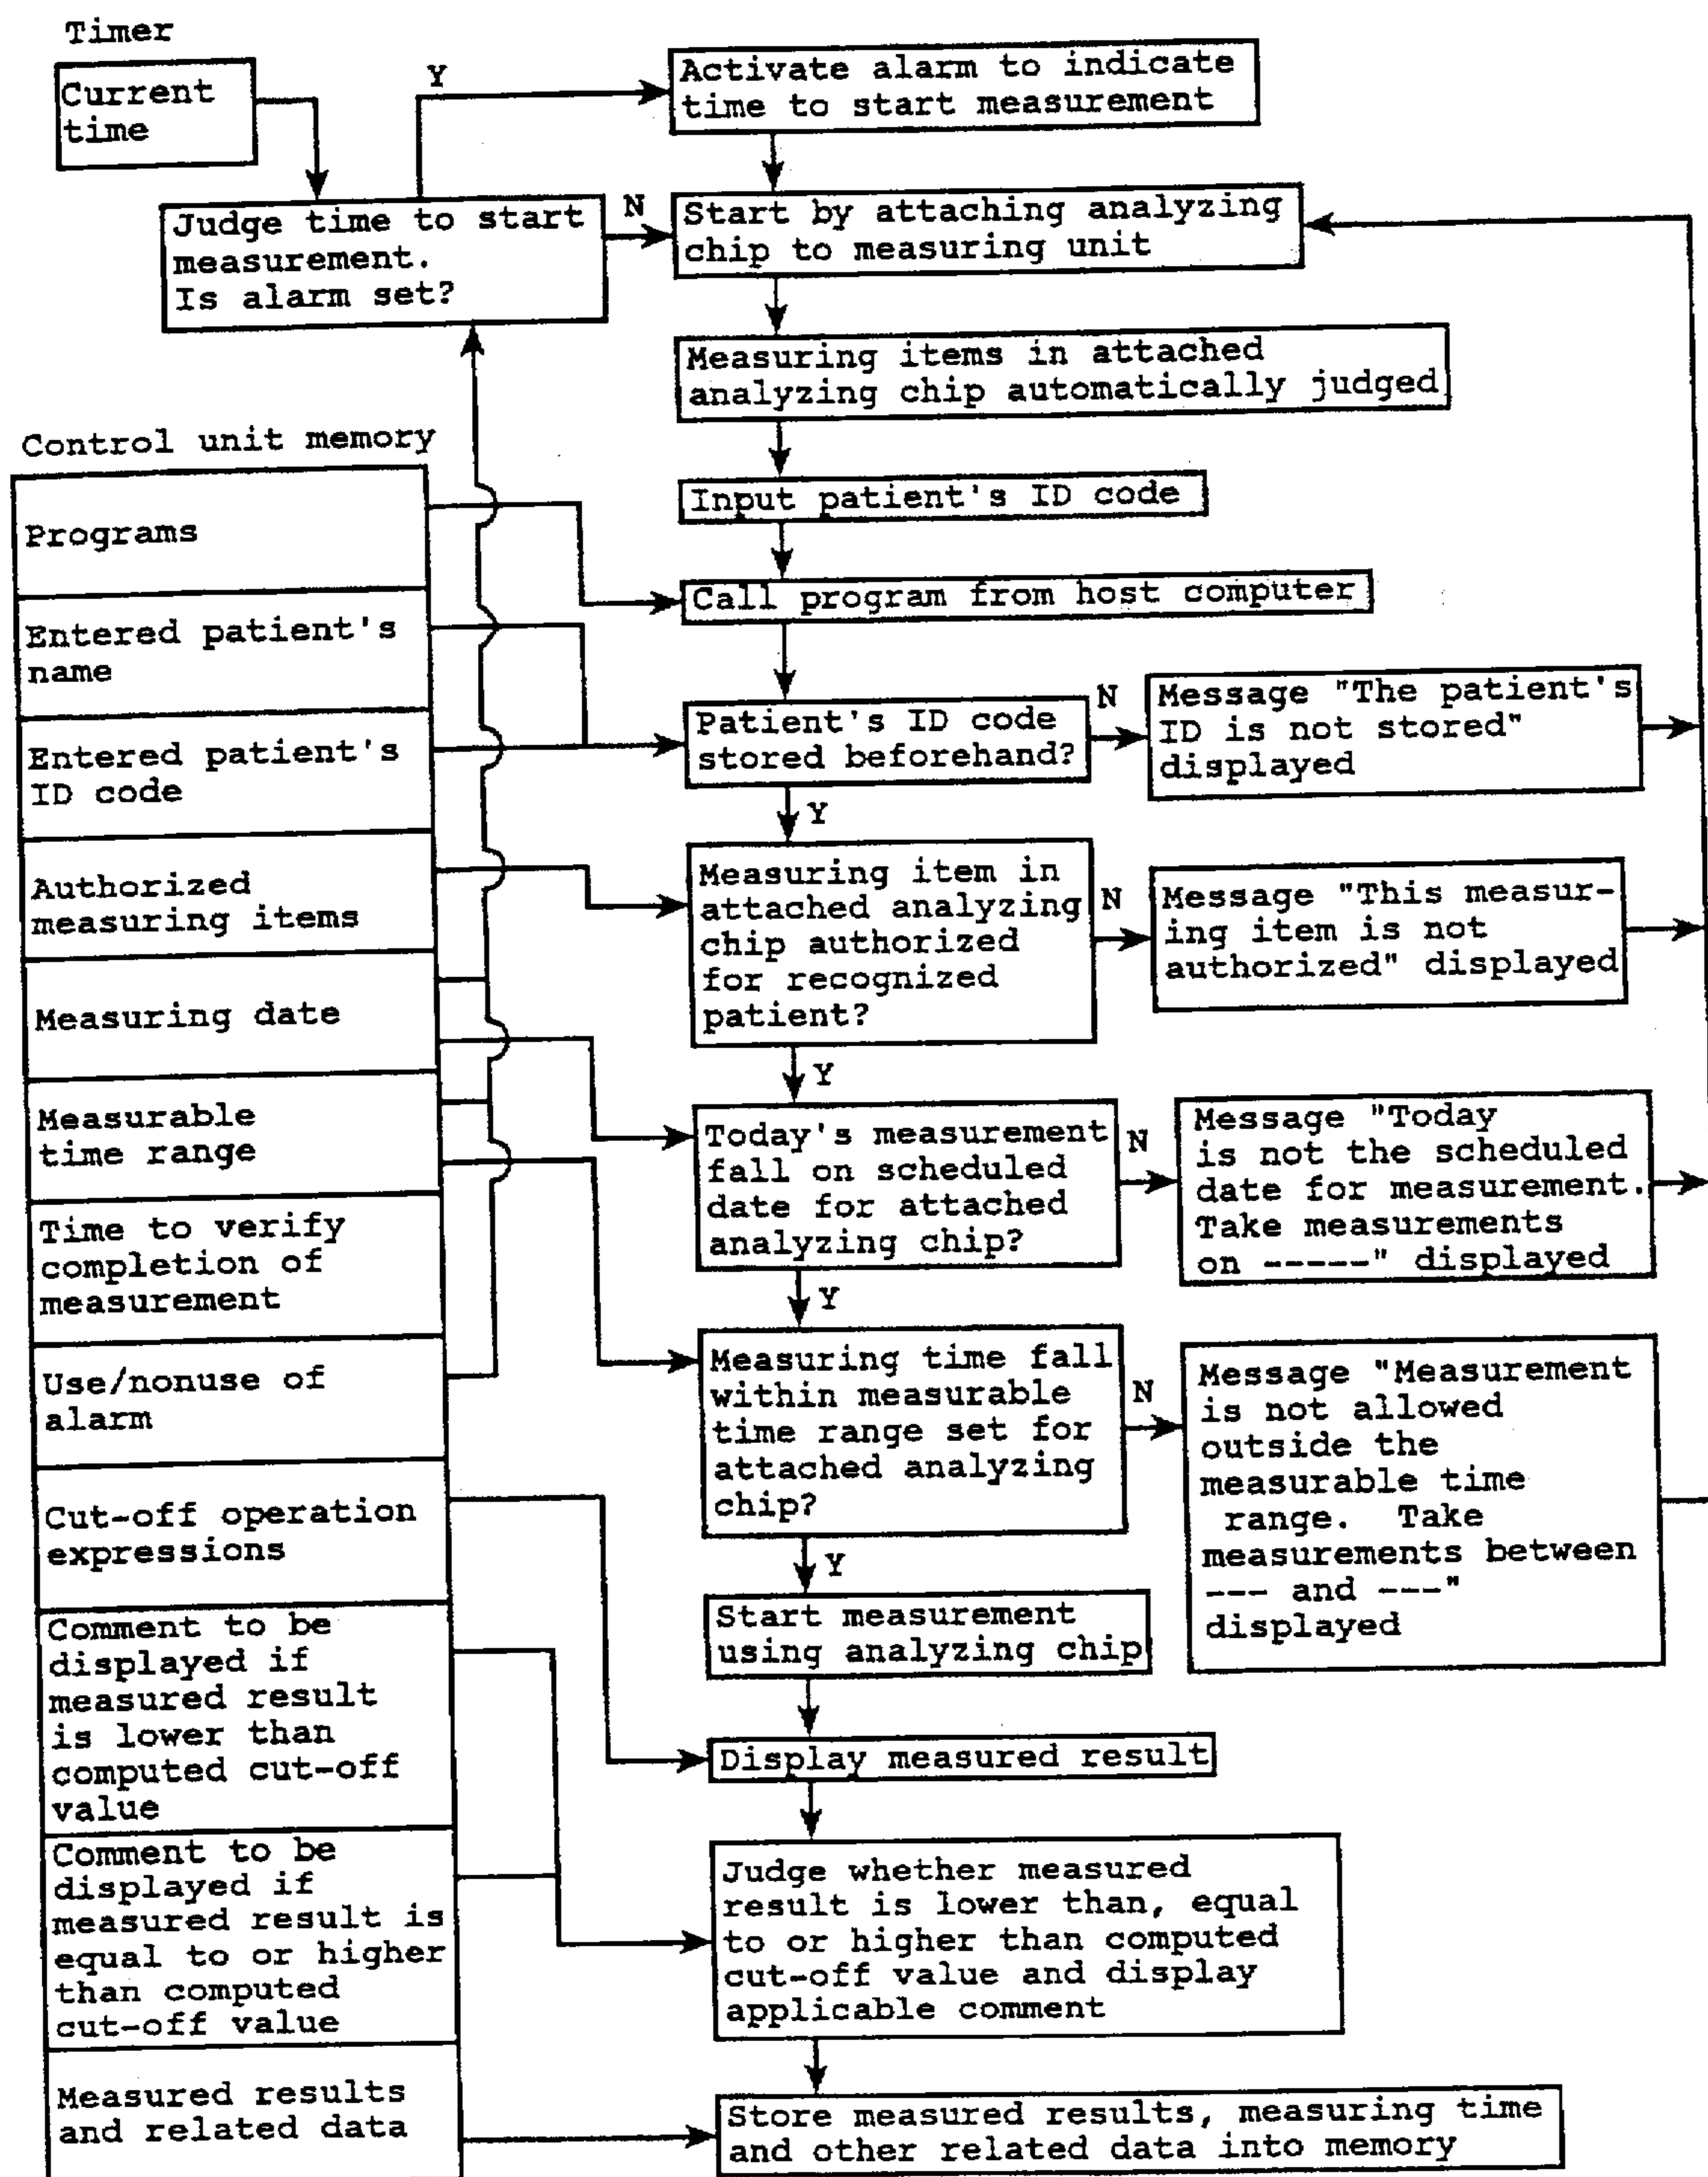 Timer
Current
time
Y
Activate alarm to indicate
time to start measurement
Judge time to start
measurement.
Is alarm set?
N
Start by attaching analyzing
chip to measuring unit
Measuring items in attached
analyzing chip automatically judged
Input patient's ID code
Call program from host computer
Patient's ID code
stored beforehand?
N
Message "The patient's
ID is not stored"
displayed
Y
Measuring item in
attached analyzing
chip authorized
for recognized
patient?
N
Message "This measur-
ing item is not
authorized" displayed
Y
Today's measurement
fall on scheduled
date for attached
analyzing chip?
N
Message "Today
is not the scheduled
date for measurement.
Take measurements
on -----" displayed
Y
Measuring time fall
within measurable
time range set for
attached analyzing
chip?
N
Message "Measurement
is not allowed
outside the
measurable time
range. Take
measurements between
--- and ---"
displayed
Y
Start measurement
using analyzing chip
Display measured result
Judge whether measured
result is lower than, equal
to or higher than computed
cut-off value and display
applicable comment
Store measured results, measuring time
and other related data into memory
Control unit memory
Programs
Entered patient's
name
Entered patient's
ID code
Authorized
measuring items
Measuring date
Measurable
time range
Time to verify
completion of
measurement
Use/nonuse of
alarm
Cut-off operation
expressions
Comment to be
displayed if
measured result
is lower than
computed cut-off
value
Comment to be
displayed if
measured result is
equal to or higher
than computed
cut-off value
Measured results
and related data